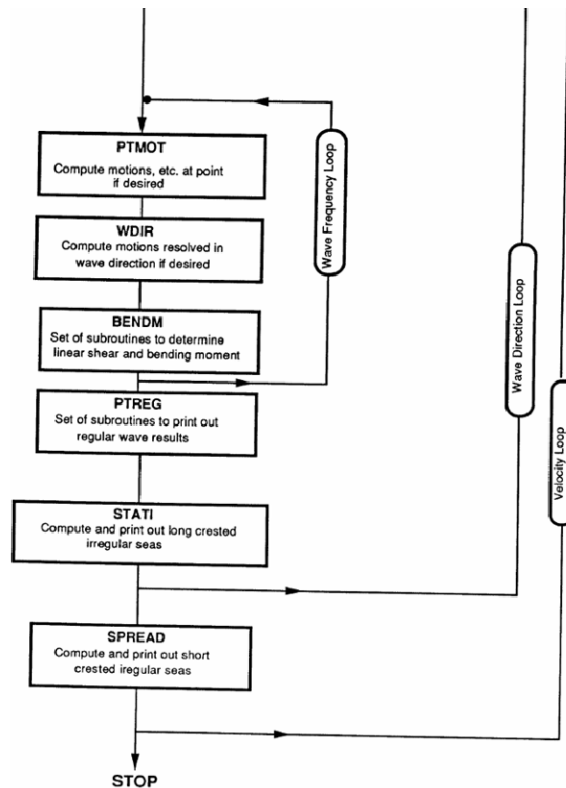 PTMOT
Compute motions, etc. at point
if desired
WDIR
Compute motions resolved in
wave direction if desired
BENDM
Set of subroutines to determine
linear shear and bending moment
PTREG
Set of subroutines to print out
regular wave results
STATI
Compute and print out long crested
irregular seas
SPREAD
Compute and print out short
crested iregular seas
STOP
Wave Frequency Loop
Wave Direction Loop
Velocity Loop